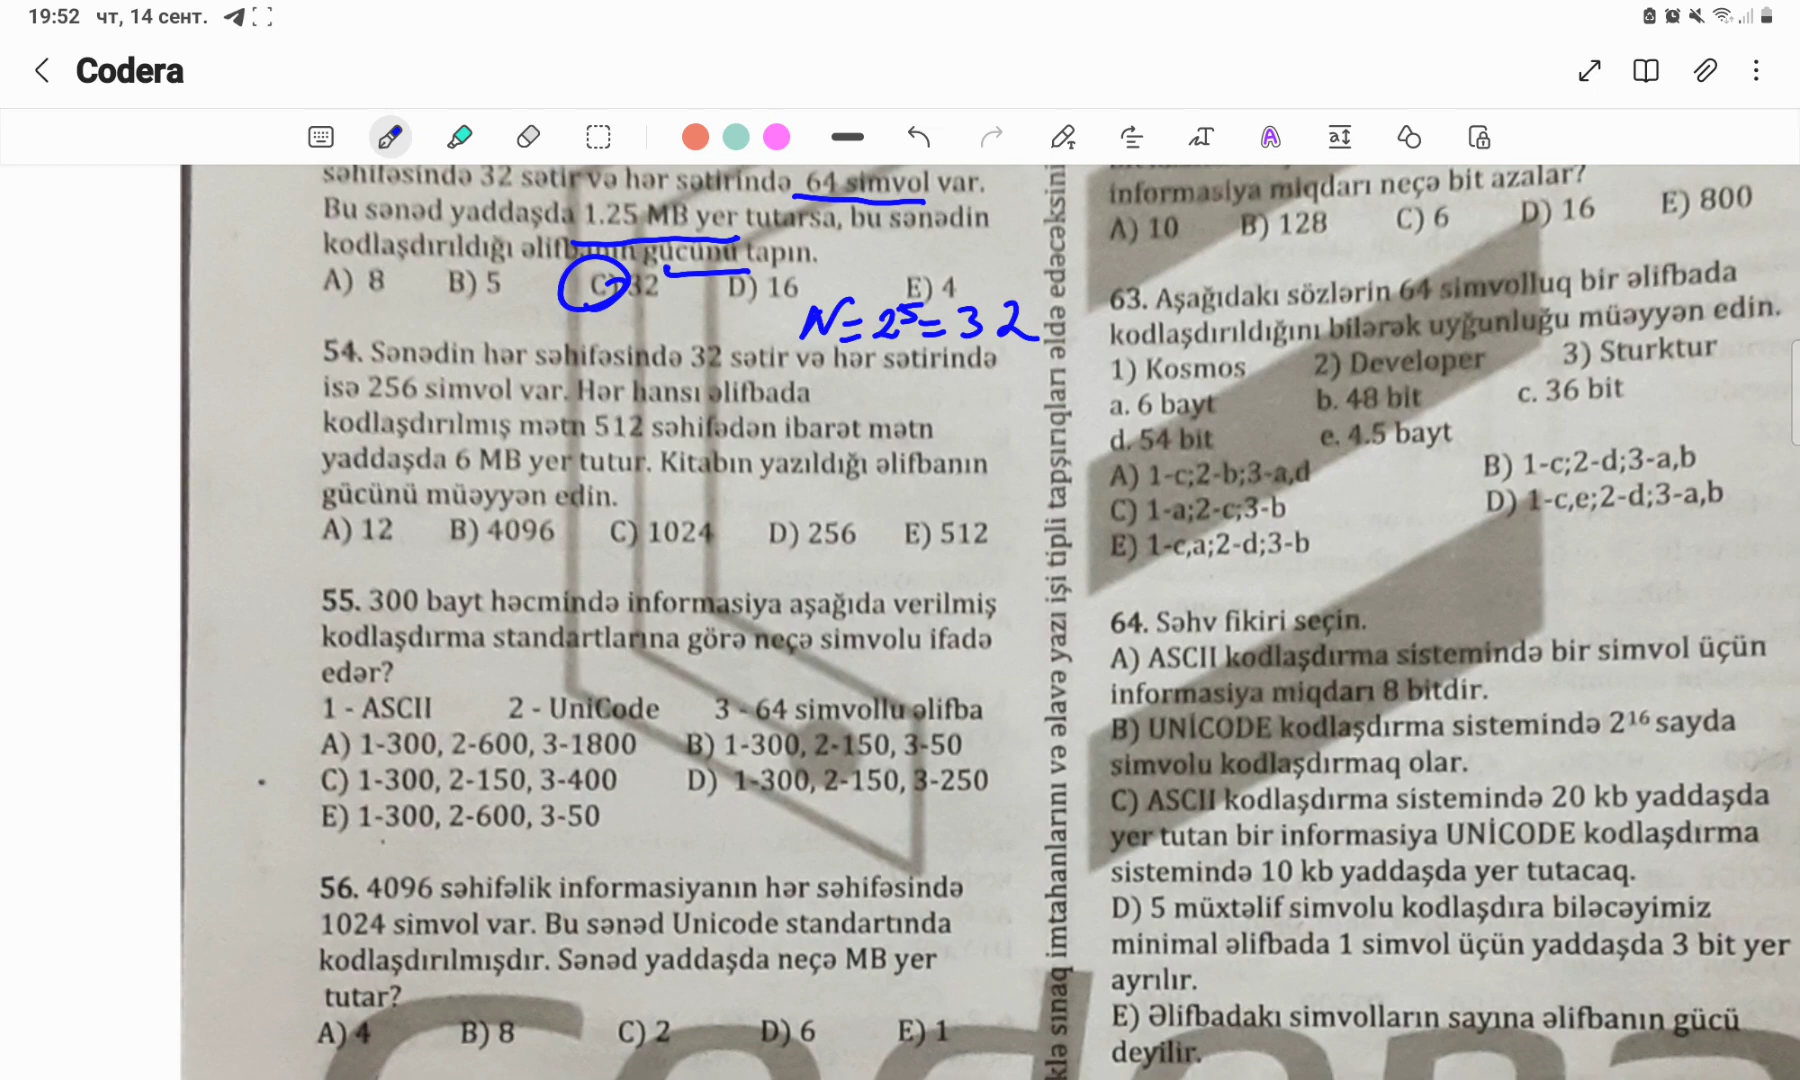 19:52 чт, 14 сент.
Codera
səhifəsində 32 sətir və hər sətirində 64 simvol var.
Bu sənəd yaddaşda 1.25 MB yer tutarsa, bu sənədin
kodlaşdırıldığı əlifbanın gücünü tapın.
A) 8 B) 5 C) 32 D) 16 E) 4
N=2⁵=32
54. Sənədin hər səhifəsində 32 sətir və hər sətirində
isə 256 simvol var. Hər hansı əlifbada
kodlaşdırılmış mətn 512 səhifədən ibarət mətn
yaddaşda 6 MB yer tutur. Kitabın yazıldığı əlifbanın
gücünü müəyyən edin.
A) 12 B) 4096 C) 1024 D) 256 E) 512
55. 300 bayt həcmində informasiya aşağıda verilmiş
kodlaşdırma standartlarına görə neçə simvolu ifadə
edər?
1 - ASCII 2 - UniCode 3 - 64 simvollu əlifba
A) 1-300, 2-600, 3-1800 B) 1-300, 2-150, 3-50
C) 1-300, 2-150, 3-400 D) 1-300, 2-150, 3-250
E) 1-300, 2-600, 3-50
56. 4096 səhifəlik informasiyanın hər səhifəsində
1024 simvol var. Bu sənəd Unicode standartında
kodlaşdırılmışdır. Sənəd yaddaşda neçə MB yer
tutar?
A) 4 B) 8 C) 2 D) 6 E) 1
klə sınaq imtahanlarını və əlavə yazı işi tipli tapşırıqları əldə edəcəksini
informasiya miqdarı neçə bit azalar?
A) 10 B) 128 C) 6 D) 16 E) 800
63. Aşağıdakı sözlərin 64 simvolluq bir əlifbada
kodlaşdırıldığını bilərək uyğunluğu müəyyən edin.
1) Kosmos 2) Developer 3) Sturktur
a. 6 bayt b. 48 bit c. 36 bit
d. 54 bit e. 4.5 bayt
A) 1-c;2-b;3-a,d B) 1-c;2-d;3-a,b
C) 1-a;2-c;3-b D) 1-c,e;2-d;3-a,b
E) 1-c,a;2-d;3-b
64. Səhv fikiri seçin.
A) ASCII kodlaşdırma sistemində bir simvol üçün
informasiya miqdarı 8 bitdir.
B) UNİCODE kodlaşdırma sistemində 2¹⁶ sayda
simvolu kodlaşdırmaq olar.
C) ASCII kodlaşdırma sistemində 20 kb yaddaşda
yer tutan bir informasiya UNİCODE kodlaşdırma
sistemində 10 kb yaddaşda yer tutacaq.
D) 5 müxtəlif simvolu kodlaşdıra biləcəyimiz
minimal əlifbada 1 simvol üçün yaddaşda 3 bit yer
ayrılır.
E) Əlifbadakı simvolların sayına əlifbanın gücü
deyilir.